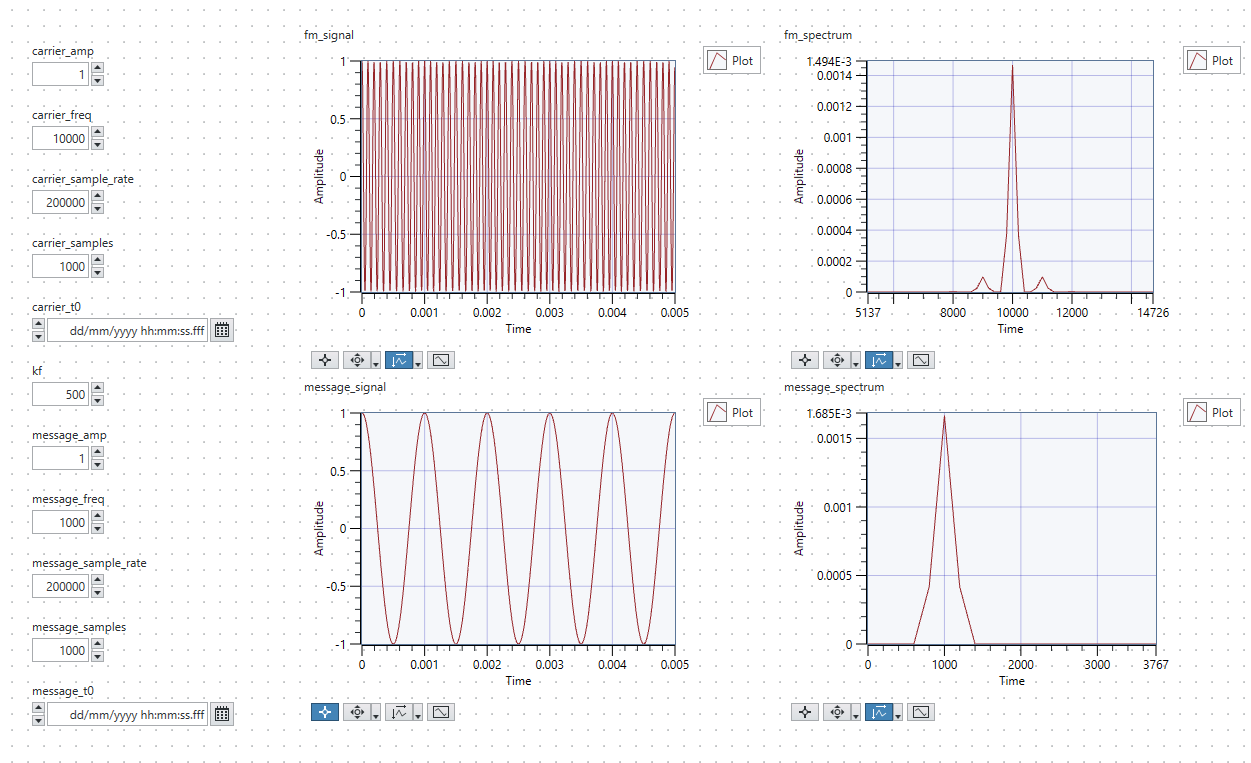 carrier_amp
1
carrier_freq
10000
carrier_sample_rate
200000
carrier_samples
1000
carrier_t0
dd/mm/yyyy hh:mm:ss.fff
kf
500
message_amp
1
message_freq
1000
message_sample_rate
200000
message_samples
1000
message_t0
dd/mm/yyyy hh:mm:ss.fff
fm_signal
Plot
Amplitude
1
0.5
0
-0.5
-1
0 0.001 0.002 0.003 0.004 0.005
Time
fm_spectrum
Plot
Amplitude
1.494E-3
0.0014
0.0012
0.001
0.0008
0.0006
0.0004
0.0002
0
5137 8000 10000 12000 14726
Time
message_signal
Plot
Amplitude
1
0.5
0
-0.5
-1
0 0.001 0.002 0.003 0.004 0.005
Time
message_spectrum
Plot
Amplitude
1.685E-3
0.0015
0.001
0.0005
0
0 1000 2000 3000 3767
Time